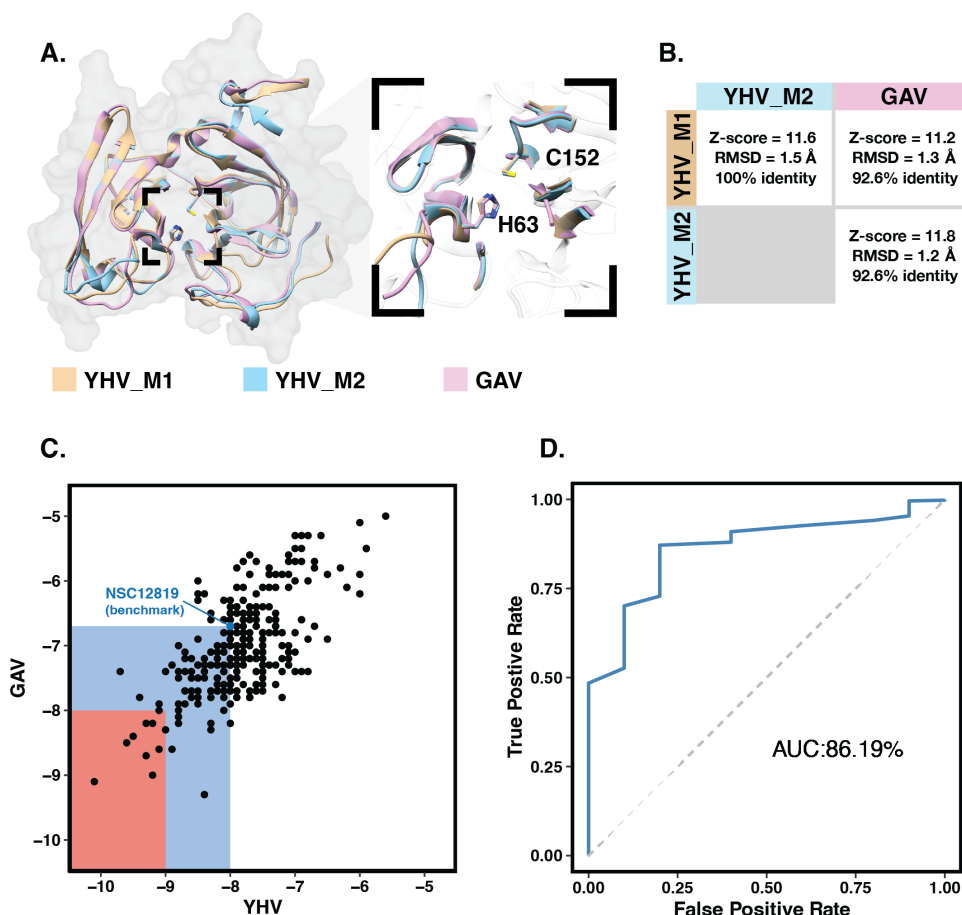 A.
C152
H63
YHV_M1
YHV_M2
GAV
B.
YHV_M2
GAV
YHV_M1
Z-score = 11.6
RMSD = 1.5 Å
100% identity
Z-score = 11.2
RMSD = 1.3 Å
92.6% identity
YHV_M2
Z-score = 11.8
RMSD = 1.2 Å
92.6% identity
C.
GAV
−5
−6
−7
−8
−9
−10
NSC12819
(benchmark)
−10
−9
−8
−7
−6
−5
YHV
D.
True Postive Rate
1.00
0.75
0.50
0.25
0.00
AUC:86.19%
0.00
0.25
0.50
0.75
1.00
False Positive Rate